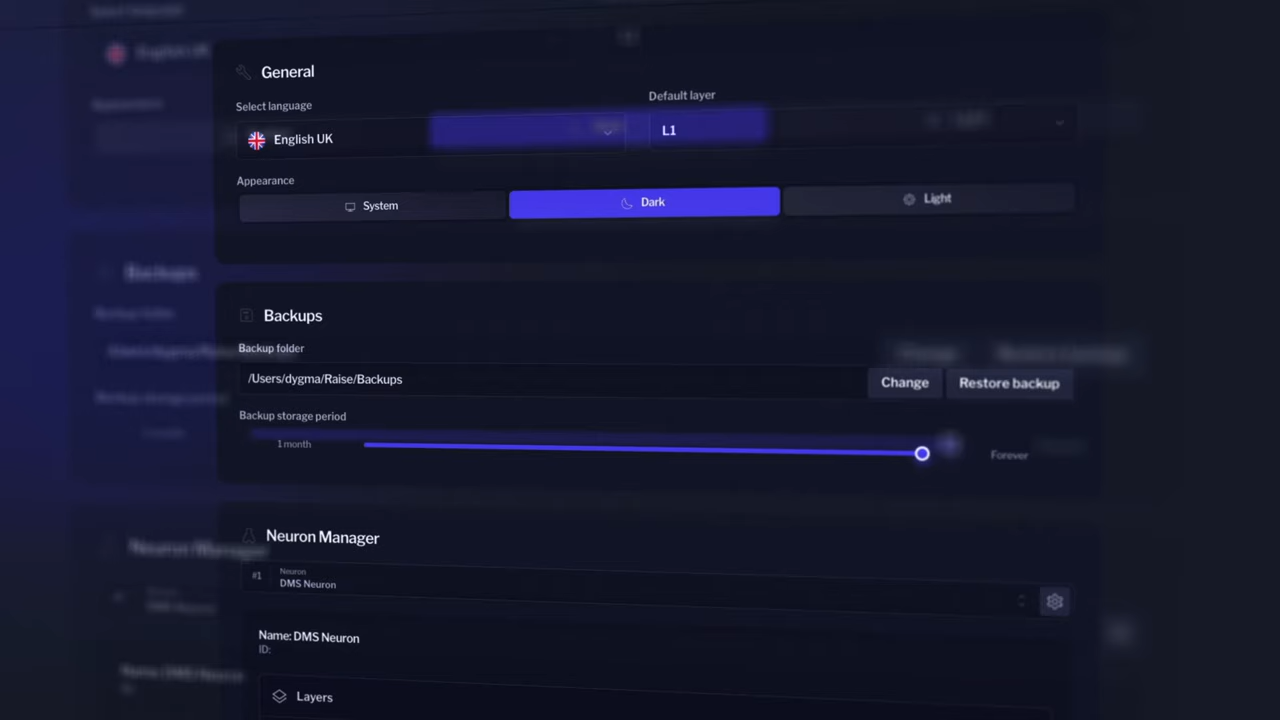 General
Select language
Default layer
English UK
L1
Appearance
System
Dark
Light
Backups
Backup folder
/Users/dygma/Raise/Backups
Change
Restore backup
Backup storage period
1 month
Forever
Neuron Manager
#1
Neuron
DMS Neuron
Name: DMS Neuron
ID:
Layers